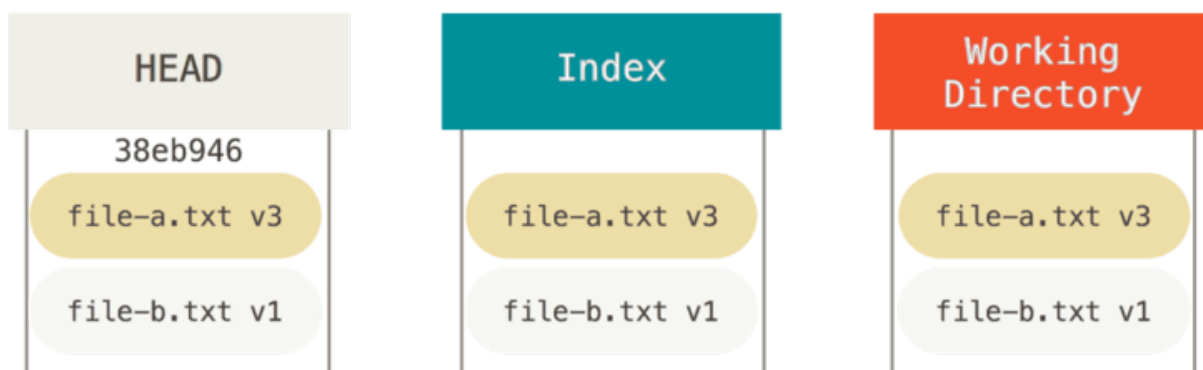 HEAD
Index
Working
Directory
38eb946
file-a.txt v3
file-a.txt v3
file-a.txt v3
file-b.txt v1
file-b.txt v1
file-b.txt v1